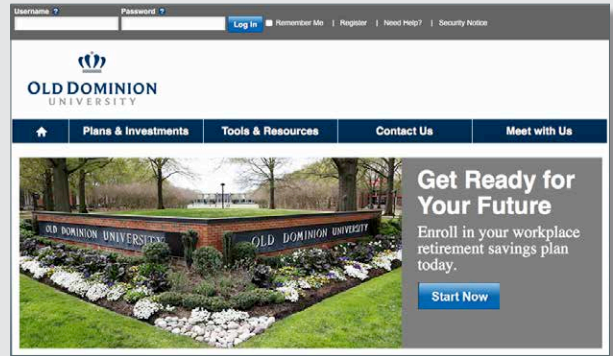 Username ? Password ?
Log In Remember Me | Register | Need Help? | Security Notice
OLD DOMINION
UNIVERSITY
Plans & Investments Tools & Resources Contact Us Meet with Us
OLD DOMINION UNIVERSITY OLD DOMINION UNIVERSITY
Get Ready for
Your Future
Enroll in your workplace
retirement savings plan
today.
Start Now